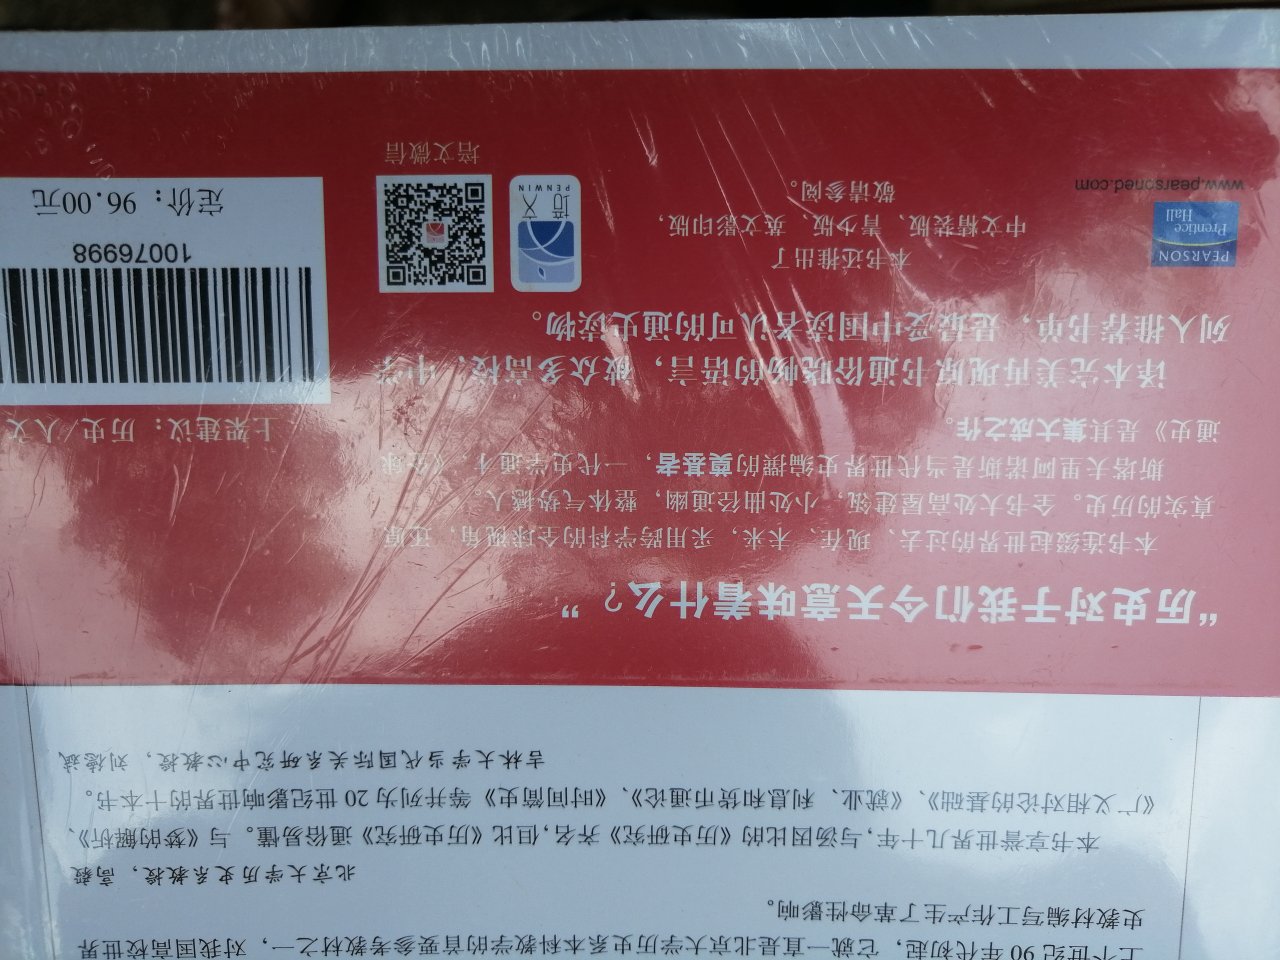 上个世纪 90 年代初起，它就一直是北京大学历史系本科教学的首要参考教材之一，对我国高校世界
史教材编写工作产生了革命性影响。
北京大学历史系教授，高毅
本书享誉世界几十年，与汤因比的《历史研究》齐名，但比《历史研究》通俗易懂。与《梦的解析》、
《广义相对论的基础》、《就业、利息和货币通论》、《时间简史》等并列为 20 世纪影响世界的十本书。
吉林大学当代国际关系研究中心教授，刘德斌
“历史对于我们今天意味着什么？”
本书连缀起世界的过去、现在、未来，采用跨学科的全球视角，还原
真实的历史。全书大处高屋建瓴，小处曲径通幽，整体气势撼人。
斯塔夫里阿诺斯是当代世界史编撰的奠基者，一代史学通才，《全球
通史》是其集大成之作。
译本完美再现原书通俗晓畅的语言，被众多高校、中学
列入推荐书单，是最受中国读者认可的通史读物。
本书还推出了
中文精装版、青少版、英文影印版，
敬请参阅。
PEARSON
Prentice
Hall
www.pearsoned.com
培文
PENWIN
培文微信
上架建议：历史/人文
10076998
定价：96.00元